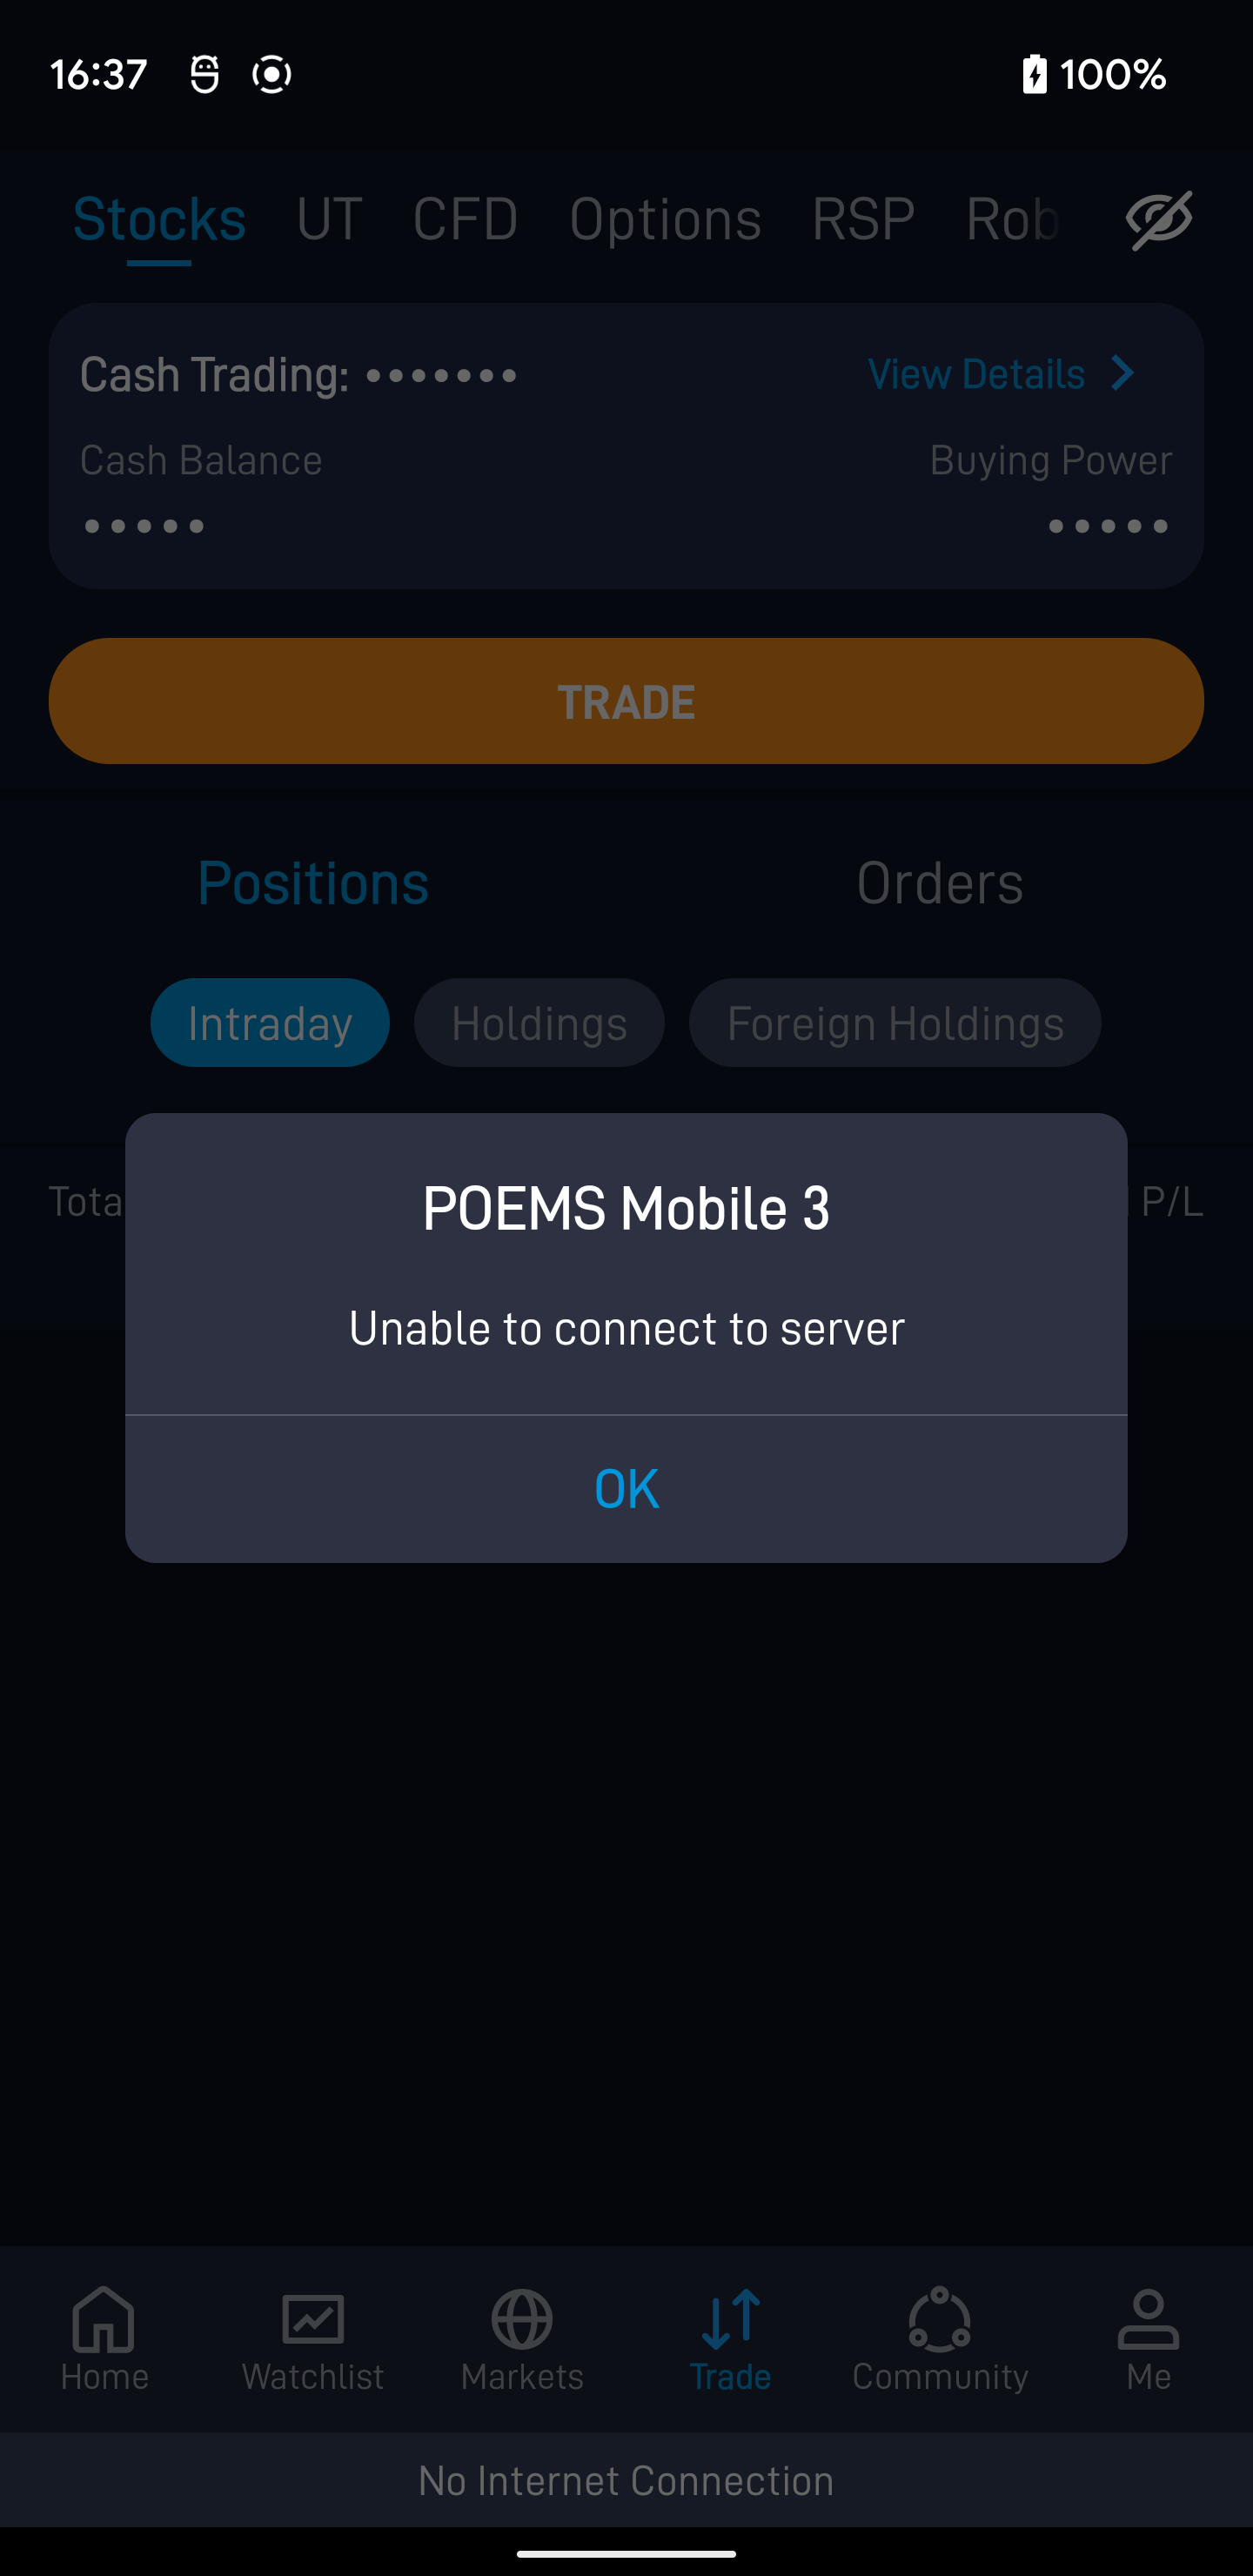 16:37
100%
Stocks UT CFD Options RSP Rob
Cash Trading: •••••••
View Details
Cash Balance
Buying Power
•••••
•••••
TRADE
Positions
Orders
Intraday
Holdings
Foreign Holdings
Tota
P/L
POEMS Mobile 3
Unable to connect to server
OK
Home
Watchlist
Markets
Trade
Community
Me
No Internet Connection